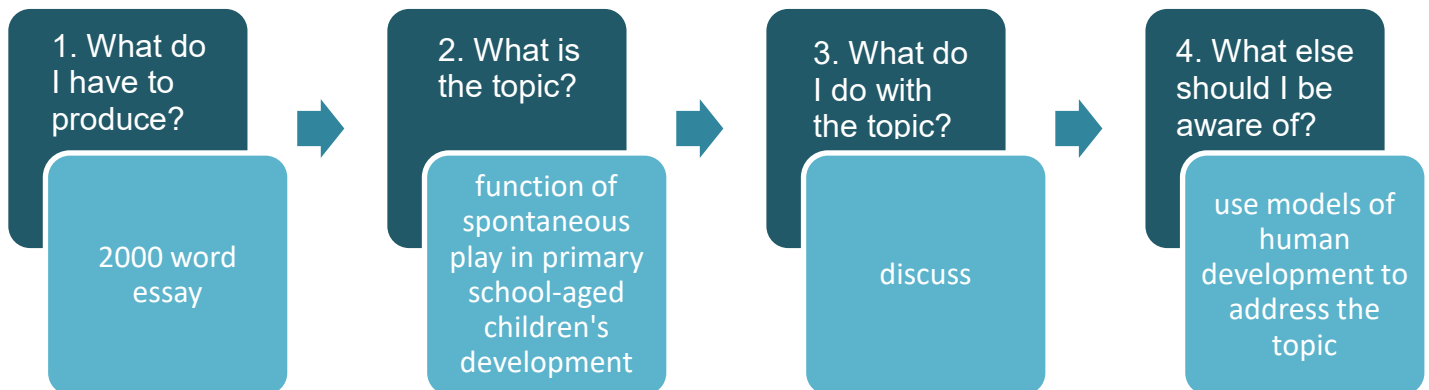 1. What do
I have to
produce?
2000 word
essay
2. What is
the topic?
function of
spontaneous
play in primary
school-aged
children's
development
3. What do
I do with
the topic?
discuss
4. What else
should I be
aware of?
use models of
human
development to
address the
topic